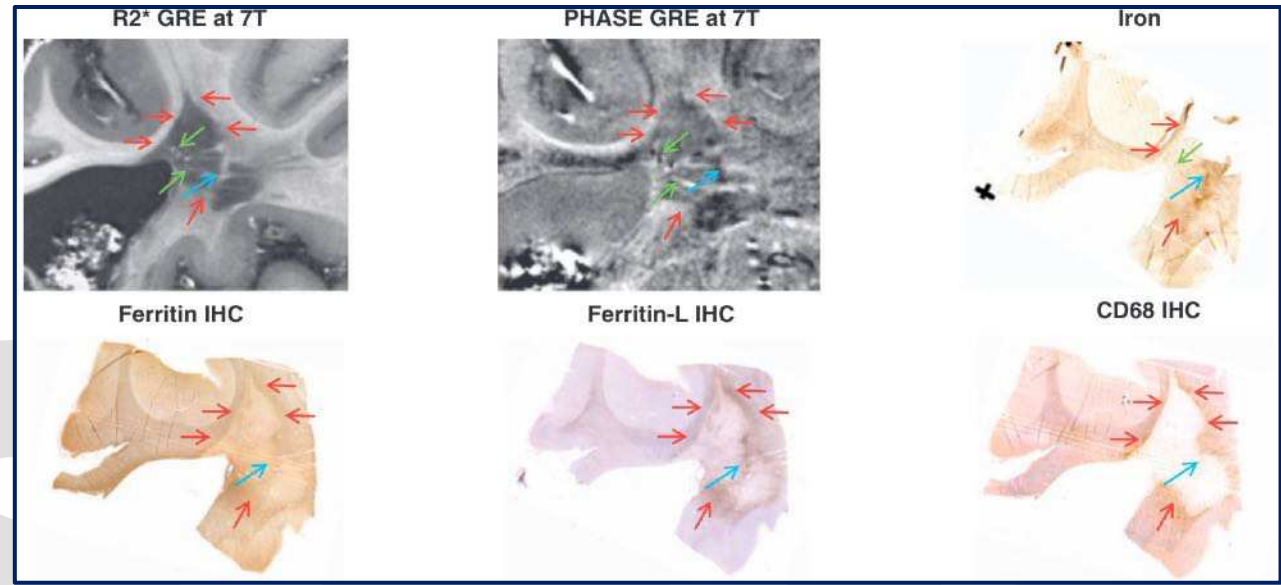 R2* GRE at 7T
PHASE GRE at 7T
Iron
Ferritin IHC
Ferritin-L IHC
CD68 IHC